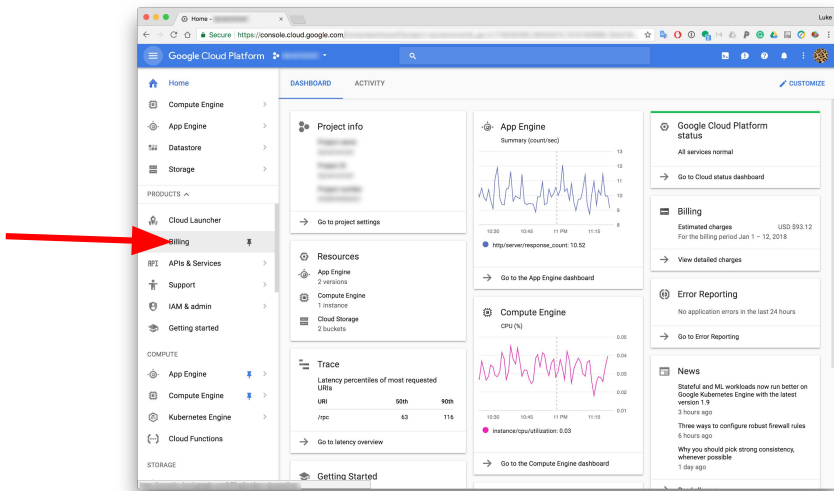 Home -
Luke
Secure
https://console.cloud.google.com/
Google Cloud Platform
Home
Compute Engine
App Engine
Datastore
Storage
PRODUCTS
Cloud Launcher
Billing
API APIs & Services
Support
IAM & admin
Getting started
COMPUTE
App Engine
Compute Engine
Kubernetes Engine
Cloud Functions
STORAGE
DASHBOARD
ACTIVITY
CUSTOMIZE
Project info
Project name
Project ID
Project number
Go to project settings
Resources
App Engine
2 versions
Compute Engine
1 instance
Cloud Storage
2 buckets
Trace
Latency percentiles of most requested
URIs
URI 50th 90th
/rpc 63 116
Go to latency overview
Getting Started
App Engine
Summary (count/sec)
13
12
11
10
9
8
10:30 10:45 11 PM 11:15
http/server/response_count: 10.52
Go to the App Engine dashboard
Compute Engine
CPU (%)
0.05
0.04
0.03
0.02
0.01
10:30 10:45 11 PM 11:15
instance/cpu/utilization: 0.03
Go to the Compute Engine dashboard
Google Cloud Platform
status
All services normal
Go to Cloud status dashboard
Billing
Estimated charges USD $93.12
For the billing period Jan 1 – 12, 2018
View detailed charges
Error Reporting
No application errors in the last 24 hours
Go to Error Reporting
News
Stateful and ML workloads now run better on
Google Kubernetes Engine with the latest
version 1.9
3 hours ago
Three ways to configure robust firewall rules
6 hours ago
Why you should pick strong consistency,
whenever possible
1 day ago